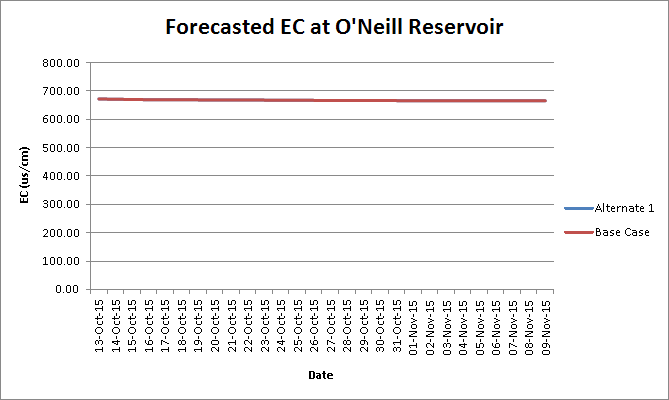 Forecasted EC at O'Neill Reservoir
800.00
700.00
600.00
500.00
400.00
300.00
200.00
100.00
0.00
EC (us/cm)
13-Oct-15
14-Oct-15
15-Oct-15
16-Oct-15
17-Oct-15
18-Oct-15
19-Oct-15
20-Oct-15
21-Oct-15
22-Oct-15
23-Oct-15
24-Oct-15
25-Oct-15
26-Oct-15
27-Oct-15
28-Oct-15
29-Oct-15
30-Oct-15
31-Oct-15
01-Nov-15
02-Nov-15
03-Nov-15
04-Nov-15
05-Nov-15
06-Nov-15
07-Nov-15
08-Nov-15
09-Nov-15
Date
Alternate 1
Base Case